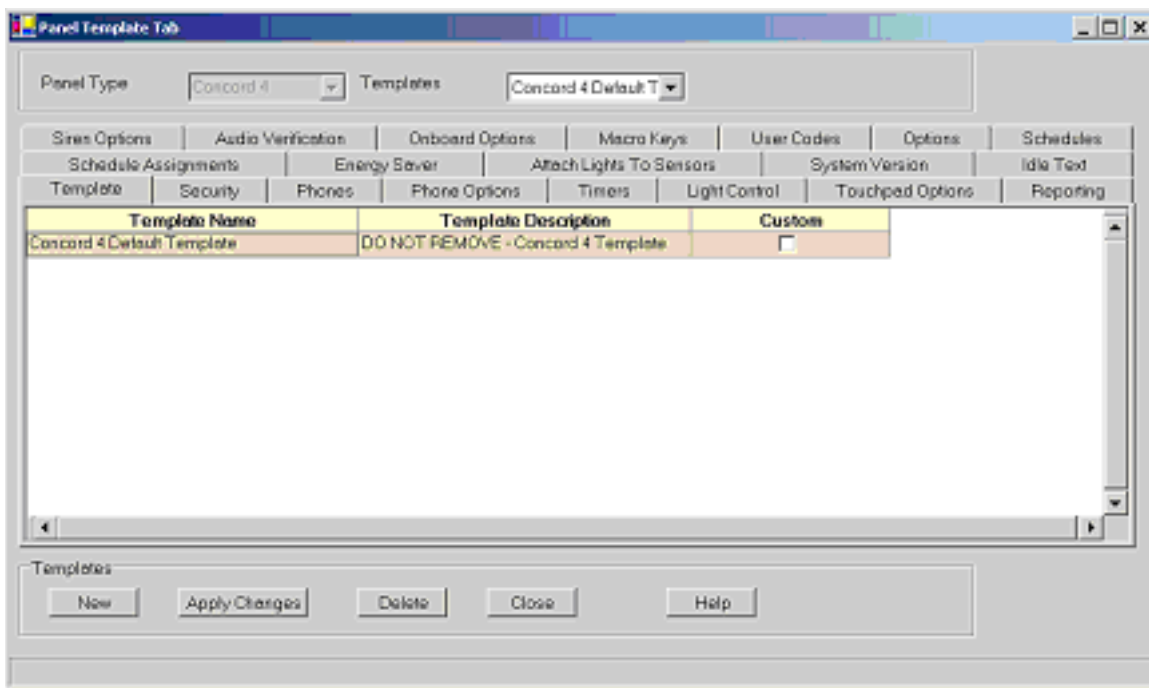 Panel Template Tab
Panel Type Concord 4 Templates Concord 4 Default T
Siren Options Audio Verification Onboard Options Macro Keys User Codes Options Schedules
Schedule Assignments Energy Saver Attach Lights To Sensors System Version Idle Text
Template Security Phones Phone Options Timers Light Control Touchpad Options Reporting
Template Name Template Description Custom
Concord 4 Default Template DO NOT REMOVE - Concord 4 Template
Templates
New Apply Changes Delete Close Help